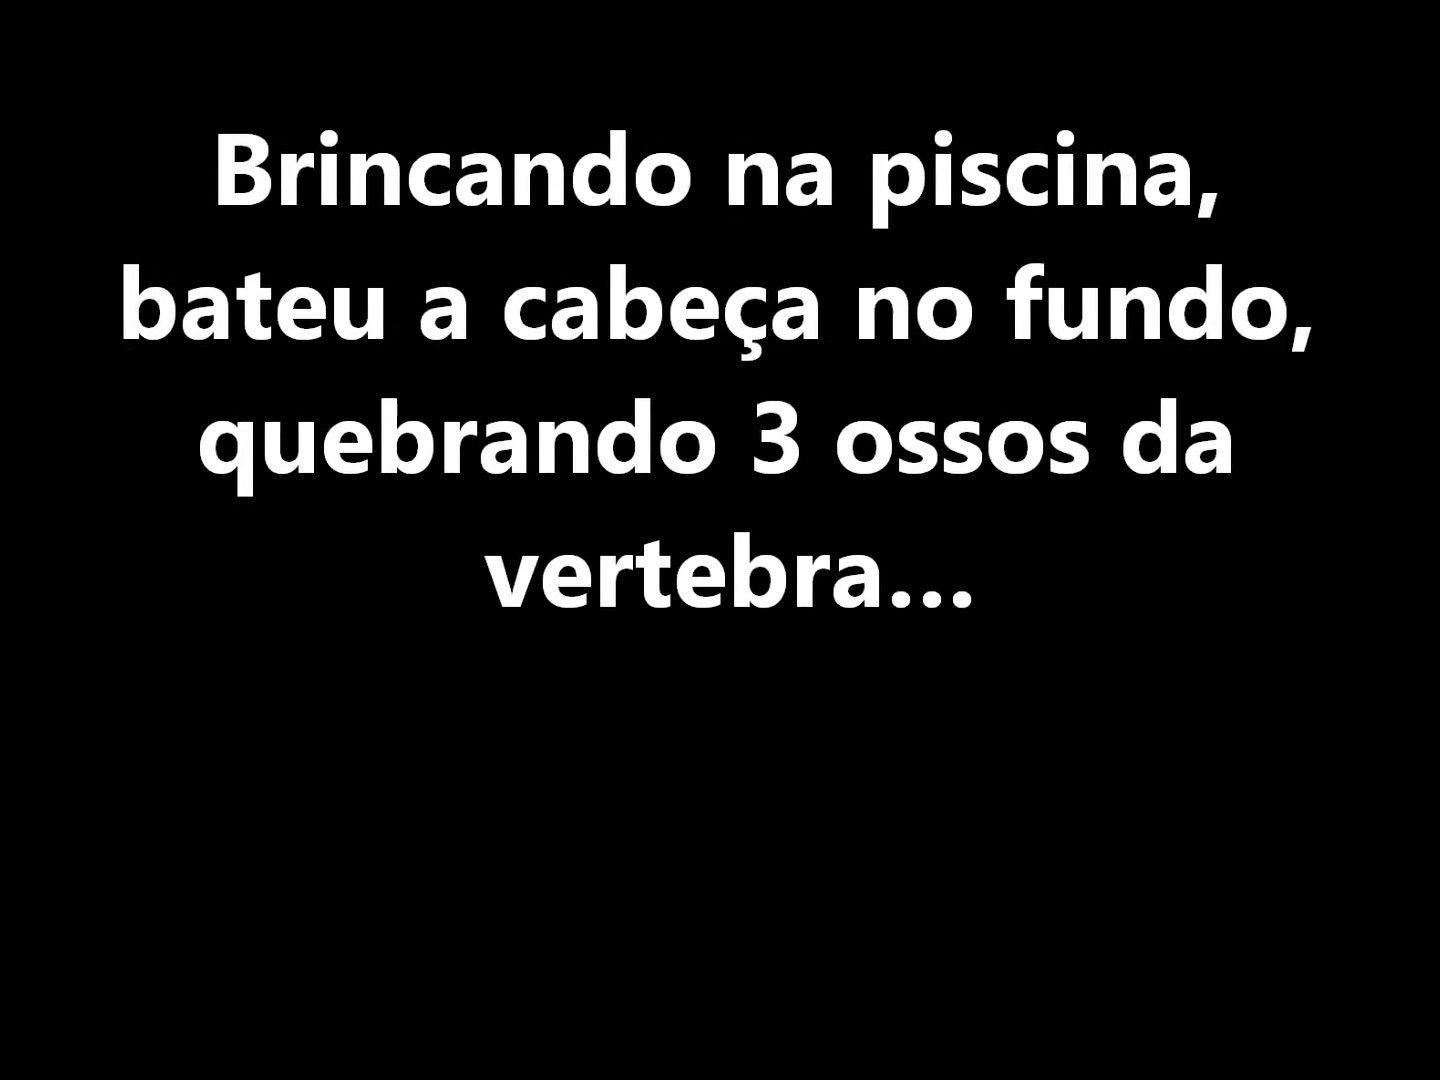 Brincando na piscina,
bateu a cabeça no fundo,
quebrando 3 ossos da
vertebra...